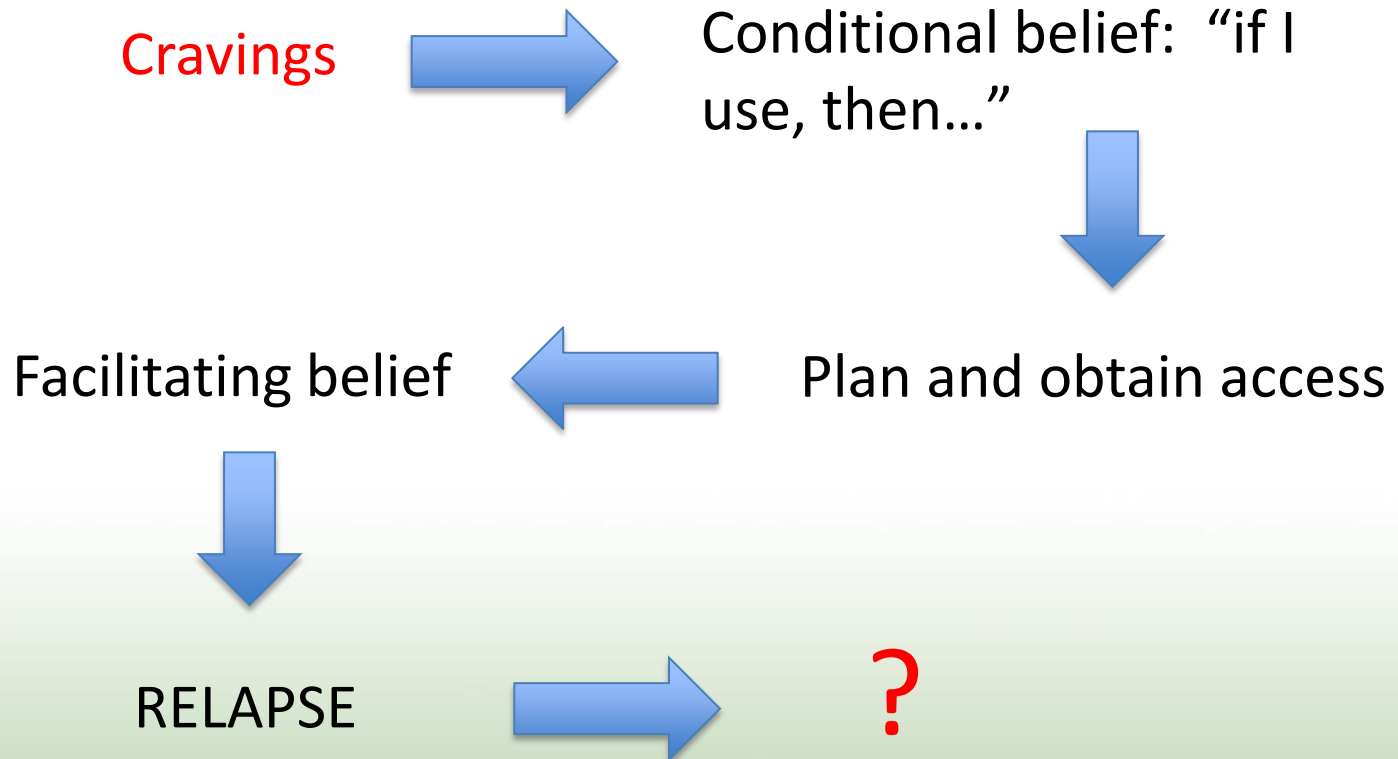 Cravings
Conditional belief:  “if I
use, then…”
Facilitating belief
Plan and obtain access
RELAPSE
?